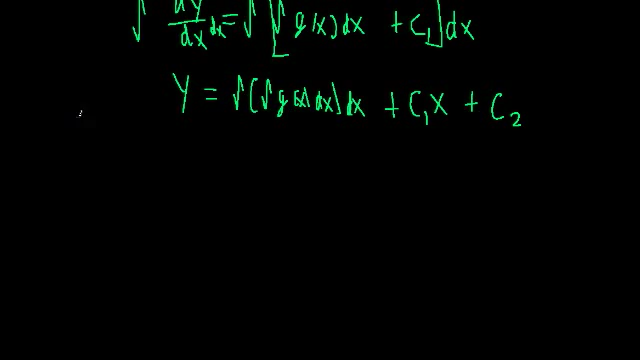 ∫ dy/dx dx = ∫ [∫ g(x) dx + C₁] dx
Y = ∫ (∫ g(x) dx) dx + C₁X + C₂